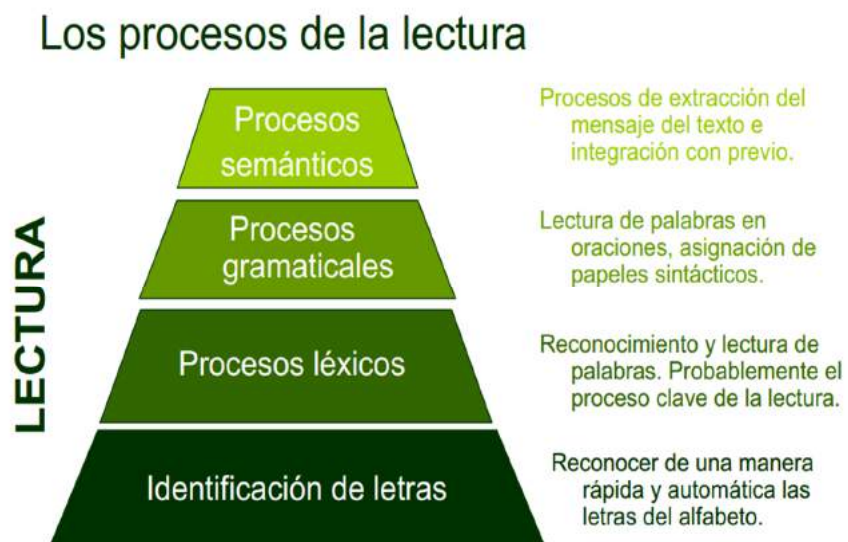 Los procesos de la lectura
LECTURA
Procesos
semánticos
Procesos de extracción del
mensaje del texto e
integración con previo.
Procesos
gramaticales
Lectura de palabras en
oraciones, asignación de
papeles sintácticos.
Procesos léxicos
Reconocimiento y lectura de
palabras. Probablemente el
proceso clave de la lectura.
Identificación de letras
Reconocer de una manera
rápida y automática las
letras del alfabeto.